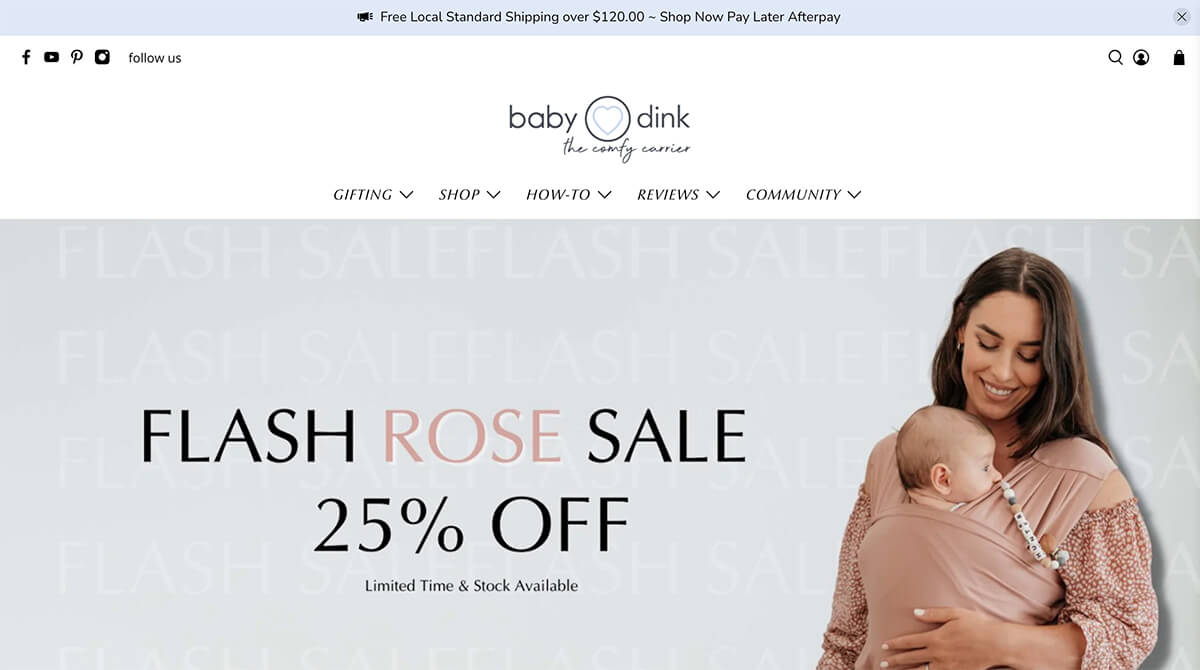 Free Local Standard Shipping over $120.00 ~ Shop Now Pay Later Afterpay
follow us
baby dink
the comfy carrier
GIFTING SHOP HOW-TO REVIEWS COMMUNITY
FLASH SALEFLASH SALEFLASH SA
FLASH SALEFLASH SALEFL SA
FLASH ROSE SALE
25% OFF
Limited Time & Stock Available